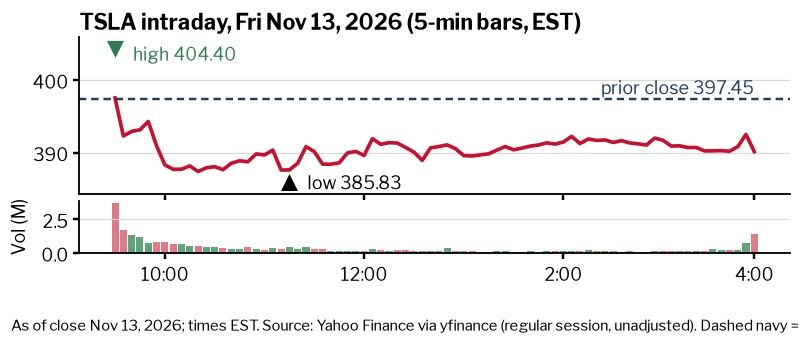 TSLA intraday, Fri Nov 13, 2026 (5-min bars, EST)
high 404.40
400
prior close 397.45
390
low 385.83
Vol (M)
2.5
0.0
10:00 12:00 2:00 4:00
As of close Nov 13, 2026; times EST. Source: Yahoo Finance via yfinance (regular session, unadjusted). Dashed navy =